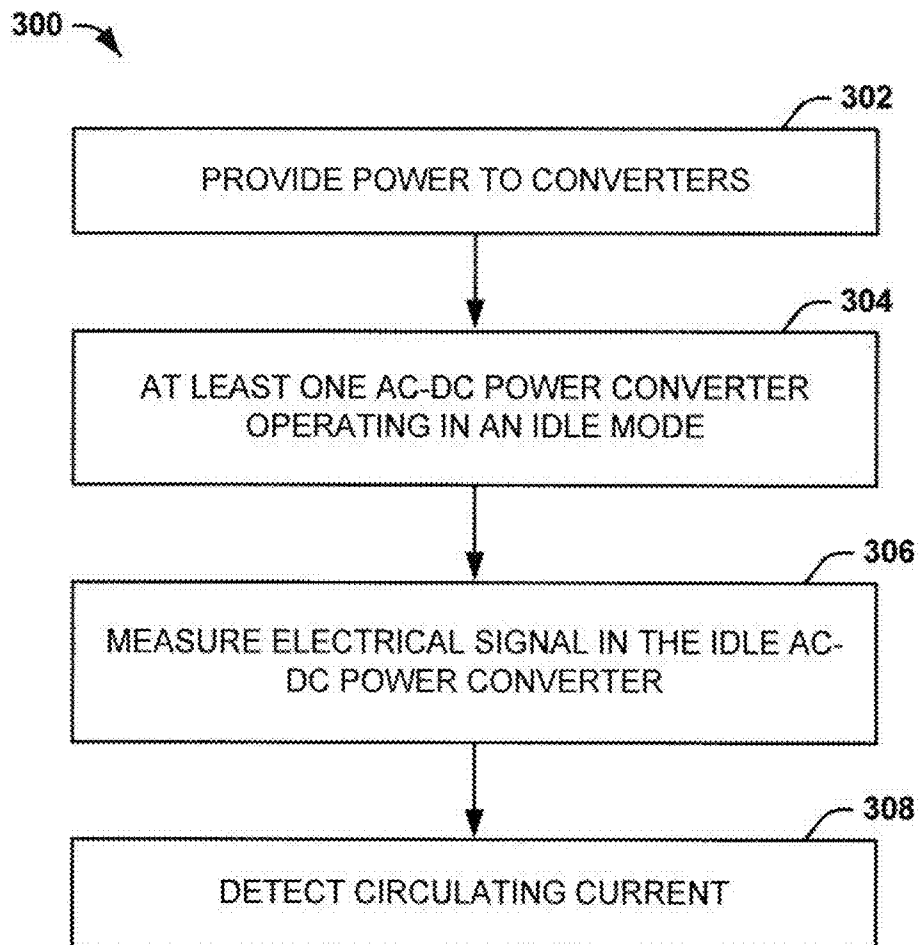 300
302
PROVIDE POWER TO CONVERTERS
304
AT LEAST ONE AC-DC POWER CONVERTER
OPERATING IN AN IDLE MODE
306
MEASURE ELECTRICAL SIGNAL IN THE IDLE AC-
DC POWER CONVERTER
308
DETECT CIRCULATING CURRENT